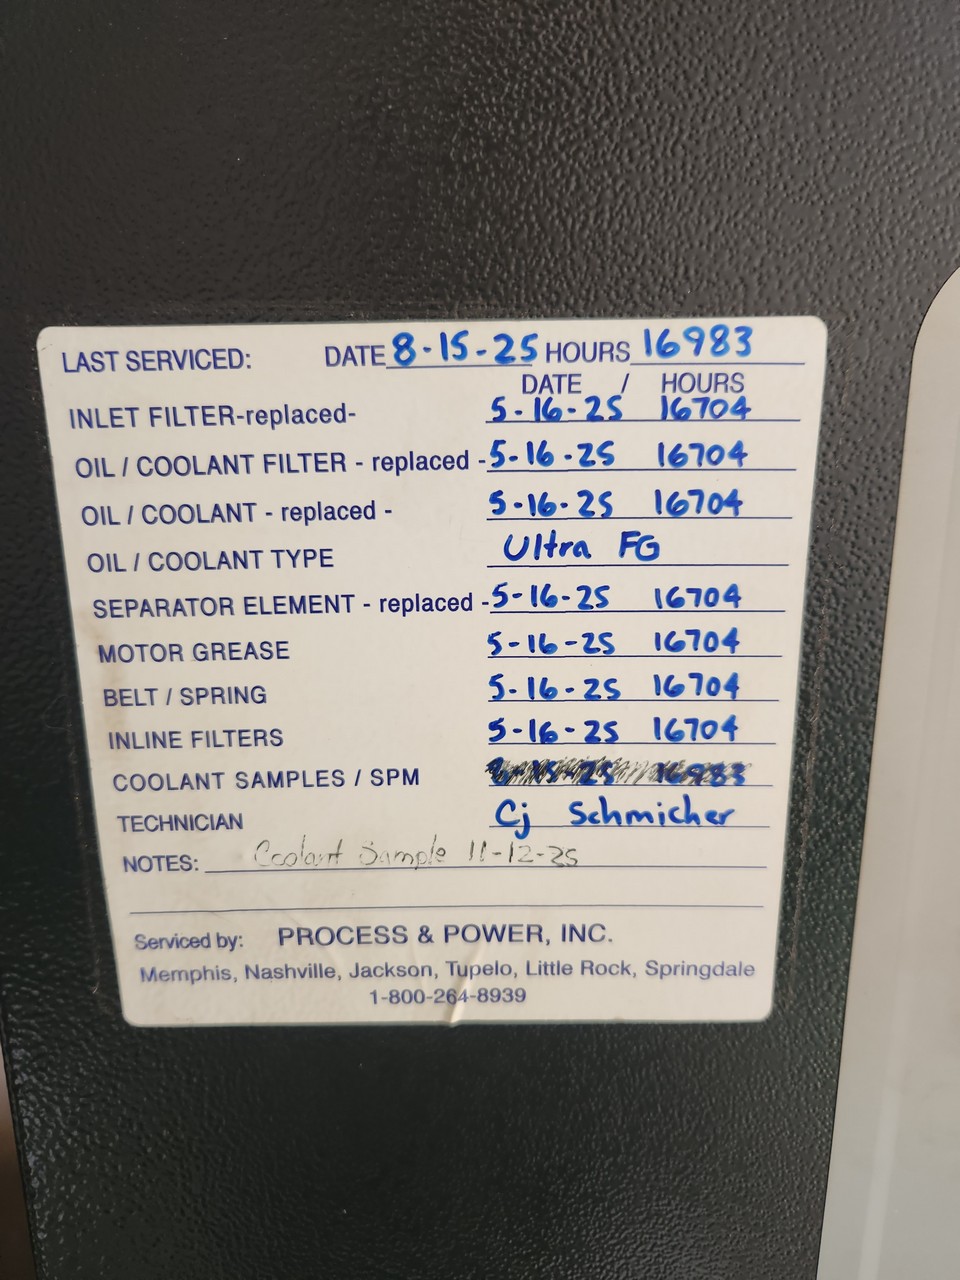 LAST SERVICED: DATE 8-15-25 HOURS 16983
DATE / HOURS
INLET FILTER-replaced- 5-16-25 16704
OIL / COOLANT FILTER - replaced - 5-16-25 16704
OIL / COOLANT - replaced - 5-16-25 16704
OIL / COOLANT TYPE Ultra FG
SEPARATOR ELEMENT - replaced - 5-16-25 16704
MOTOR GREASE 5-16-25 16704
BELT / SPRING 5-16-25 16704
INLINE FILTERS 5-16-25 16704
COOLANT SAMPLES / SPM 16983
TECHNICIAN Cj Schmicher
NOTES: Coolant Sample 11-12-25
Serviced by: PROCESS & POWER, INC.
Memphis, Nashville, Jackson, Tupelo, Little Rock, Springdale
1-800-264-8939